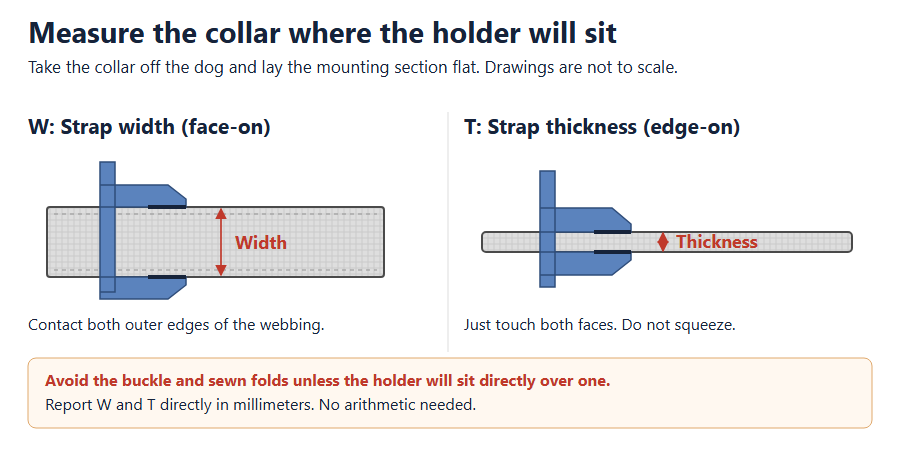 Measure the collar where the holder will sit
Take the collar off the dog and lay the mounting section flat. Drawings are not to scale.
W: Strap width (face-on)
Width
Contact both outer edges of the webbing.
T: Strap thickness (edge-on)
Thickness
Just touch both faces. Do not squeeze.
Avoid the buckle and sewn folds unless the holder will sit directly over one.
Report W and T directly in millimeters. No arithmetic needed.